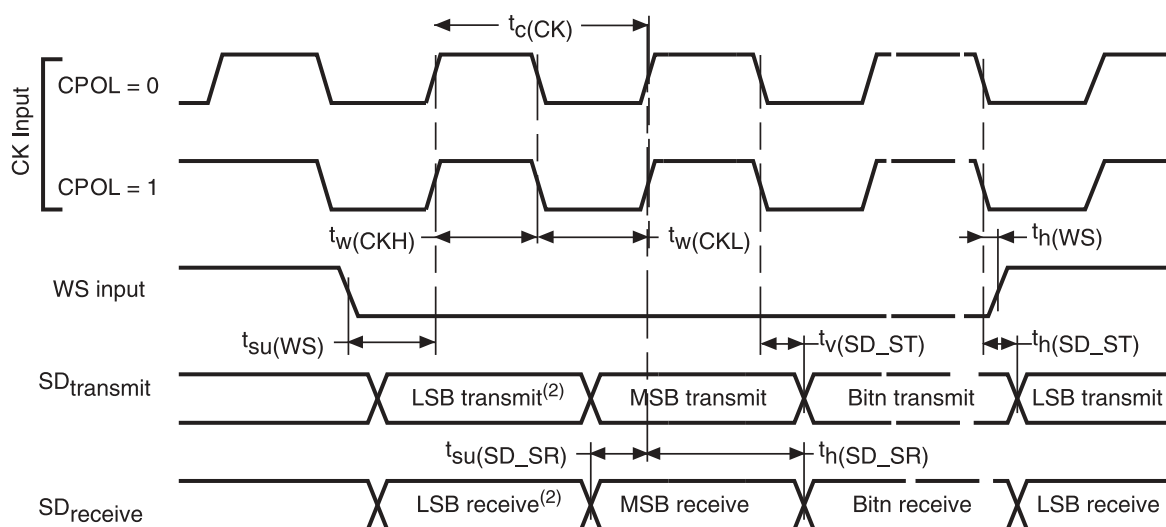 tc(CK)
CK Input
CPOL = 0
CPOL = 1
tw(CKH)
tw(CKL)
th(WS)
WS input
tsu(WS)
tv(SD_ST)
th(SD_ST)
SDtransmit
LSB transmit(2)
MSB transmit
Bitn transmit
LSB transmit
tsu(SD_SR)
th(SD_SR)
SDreceive
LSB receive(2)
MSB receive
Bitn receive
LSB receive